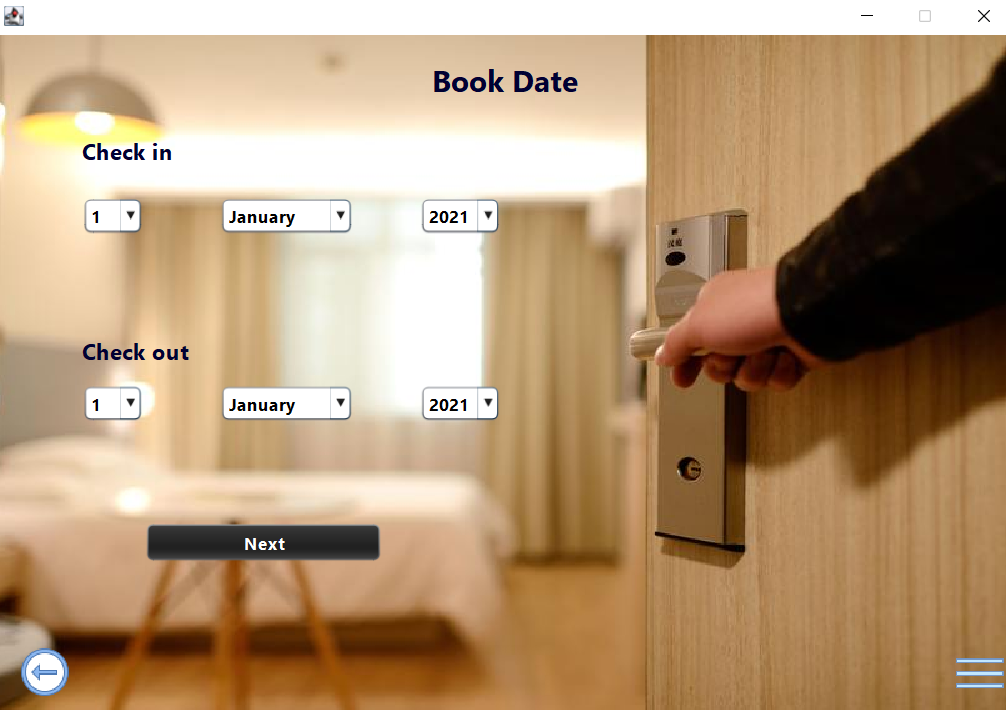 Book Date
Check in
1 January 2021
Check out
1 January 2021
Next